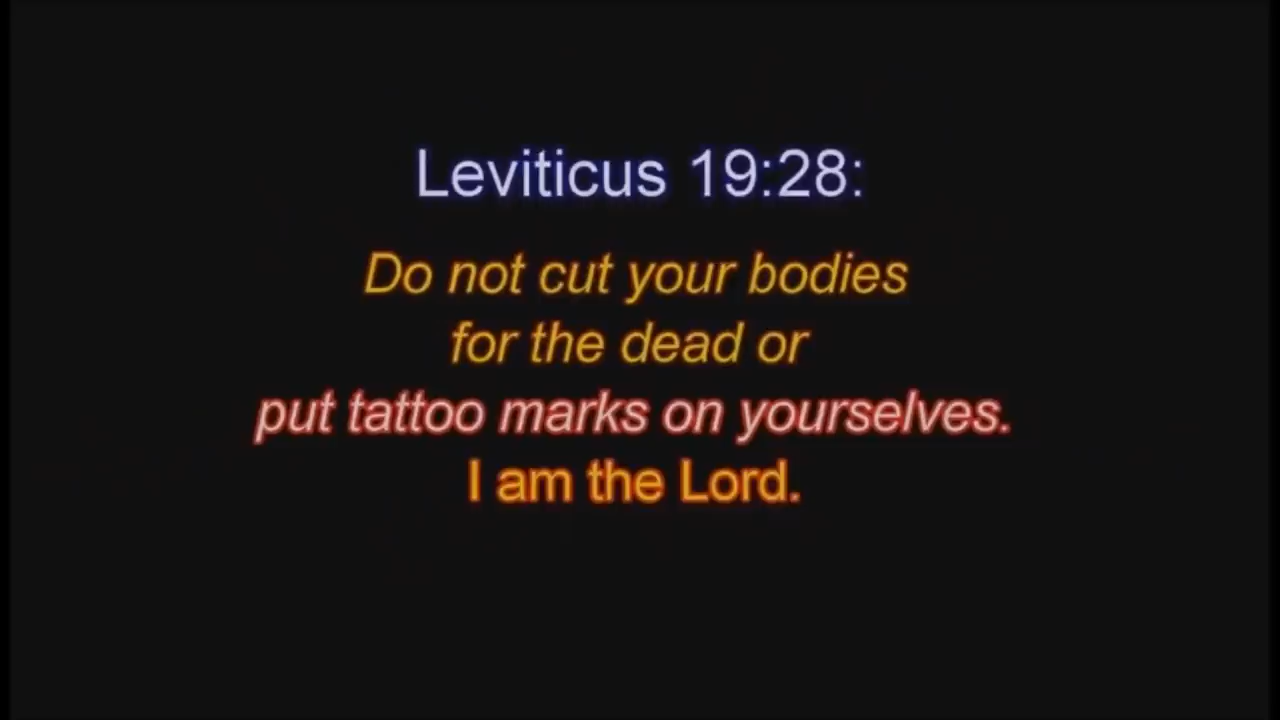 Leviticus 19:28:
Do not cut your bodies
for the dead or
put tattoo marks on yourselves.
I am the Lord.